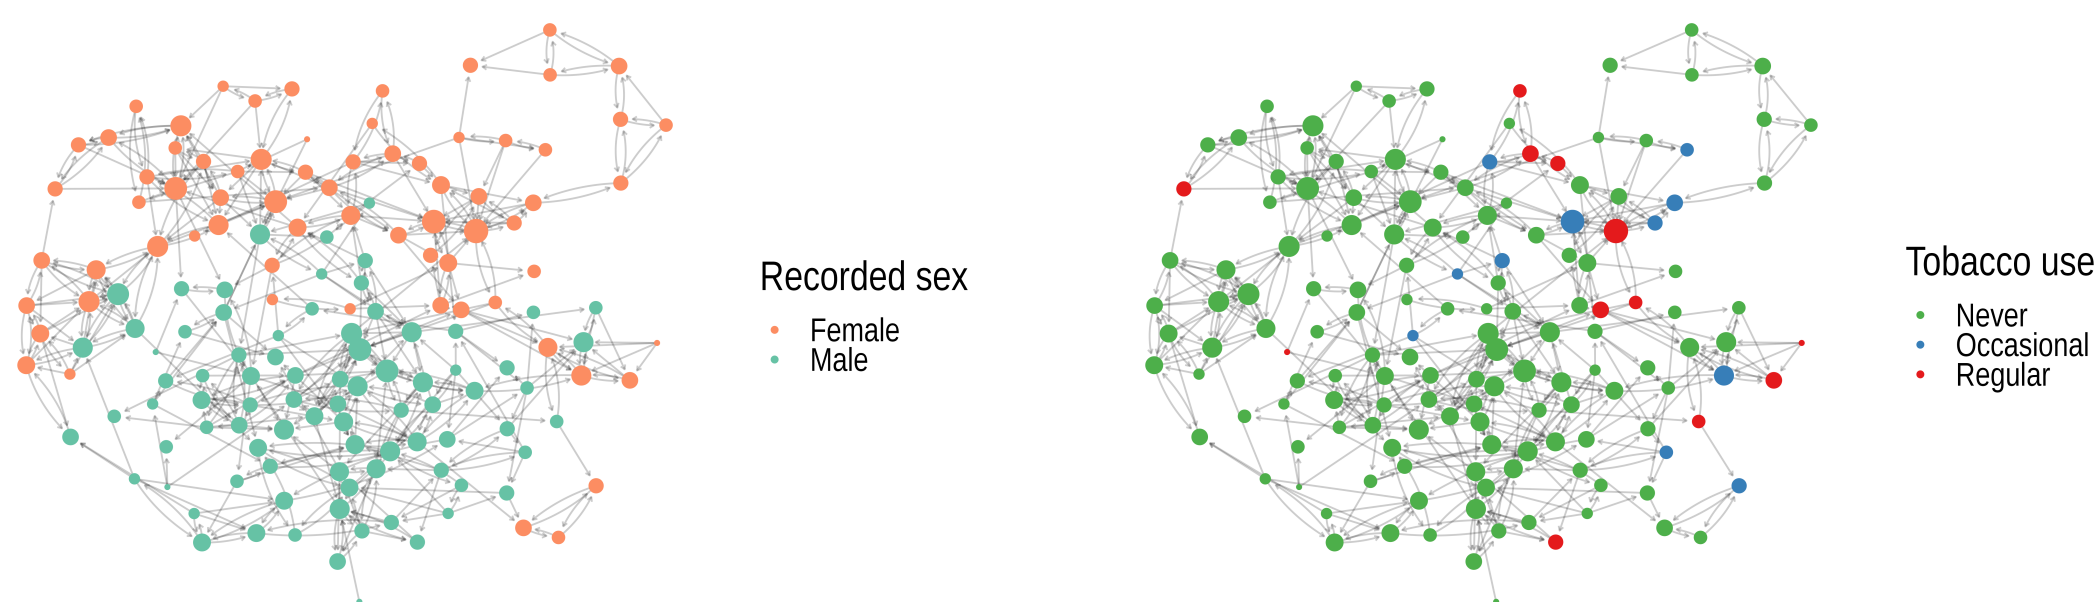 Recorded sex
Female
Male
Tobacco use
Never
Occasional
Regular